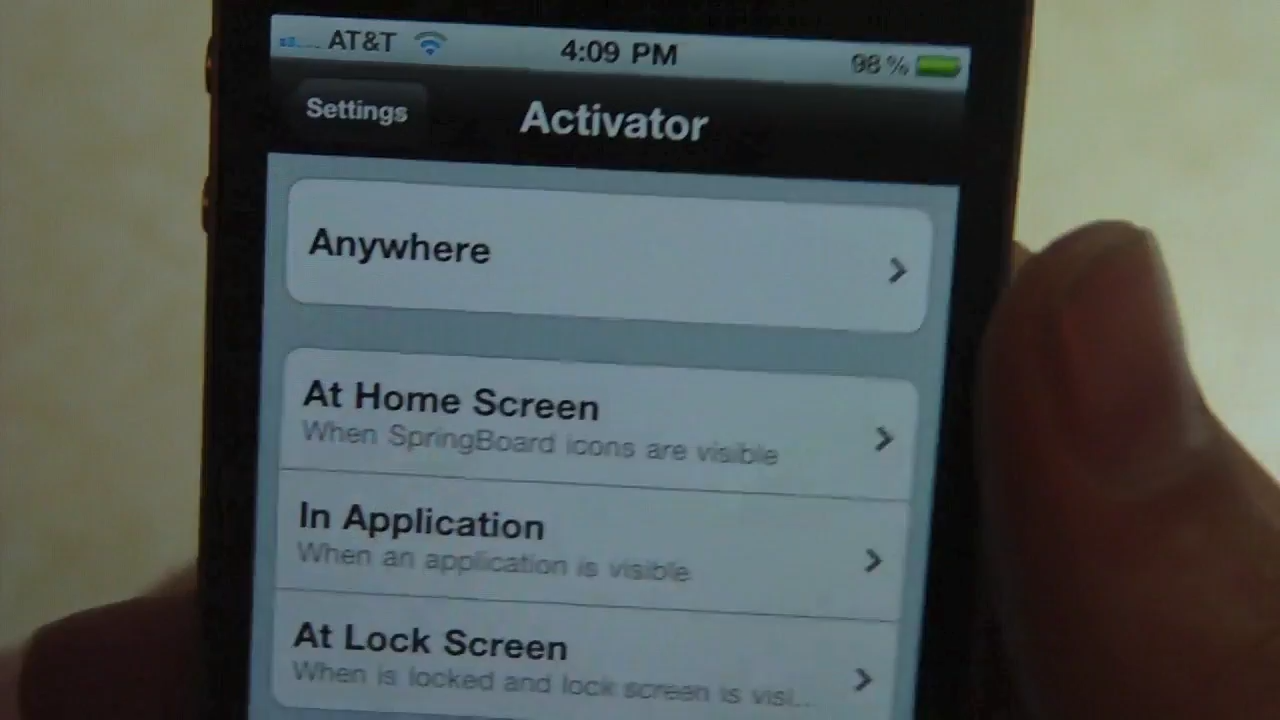 AT&T 4:09 PM 98 %
Settings Activator
Anywhere
At Home Screen
When SpringBoard icons are visible
In Application
When an application is visible
At Lock Screen
When is locked and lock screen is visi...